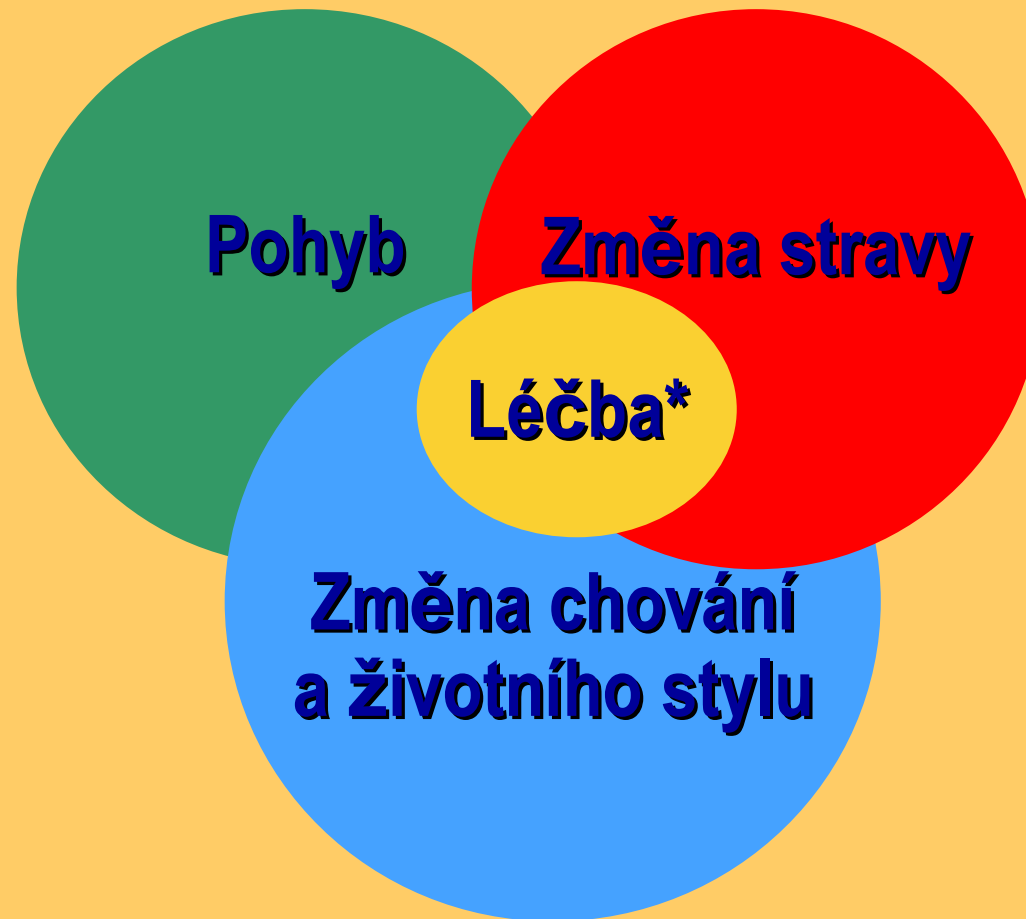 Pohyb
Změna stravy
Léčba*
Změna chování
a životního stylu